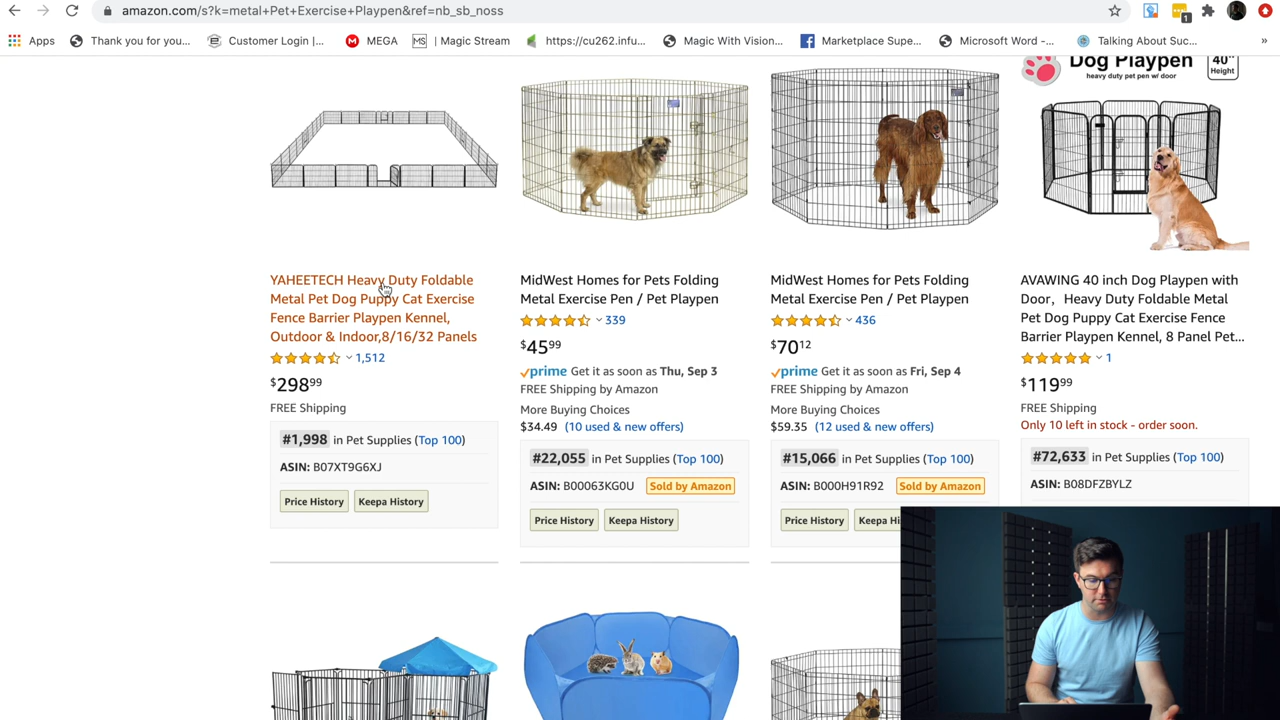 amazon.com/s?k=metal+Pet+Exercise+Playpen&ref=nb_sb_noss
1
Apps
Thank you for you...
Customer Login |...
MEGA
MS | Magic Stream
https://cu262.infu...
Magic With Vision...
Marketplace Supe...
Microsoft Word -...
Talking About Suc...
»
Dog Playpen
heavy duty pet pen w/ door
40"
Height
YAHEETECH Heavy Duty Foldable
Metal Pet Dog Puppy Cat Exercise
Fence Barrier Playpen Kennel,
Outdoor & Indoor,8/16/32 Panels
1,512
$29899
FREE Shipping
#1,998 in Pet Supplies (Top 100)
ASIN: B07XT9G6XJ
Price History
Keepa History
MidWest Homes for Pets Folding
Metal Exercise Pen / Pet Playpen
339
$4599
prime Get it as soon as Thu, Sep 3
FREE Shipping by Amazon
More Buying Choices
$34.49 (10 used & new offers)
#22,055 in Pet Supplies (Top 100)
ASIN: B00063KG0U Sold by Amazon
Price History
Keepa History
MidWest Homes for Pets Folding
Metal Exercise Pen / Pet Playpen
436
$7012
prime Get it as soon as Fri, Sep 4
FREE Shipping by Amazon
More Buying Choices
$59.35 (12 used & new offers)
#15,066 in Pet Supplies (Top 100)
ASIN: B000H91R92 Sold by Amazon
Price History
Keepa Hi
AVAWING 40 inch Dog Playpen with
Door, Heavy Duty Foldable Metal
Pet Dog Puppy Cat Exercise Fence
Barrier Playpen Kennel, 8 Panel Pet...
1
$11999
FREE Shipping
Only 10 left in stock - order soon.
#72,633 in Pet Supplies (Top 100)
ASIN: B08DFZBYLZ